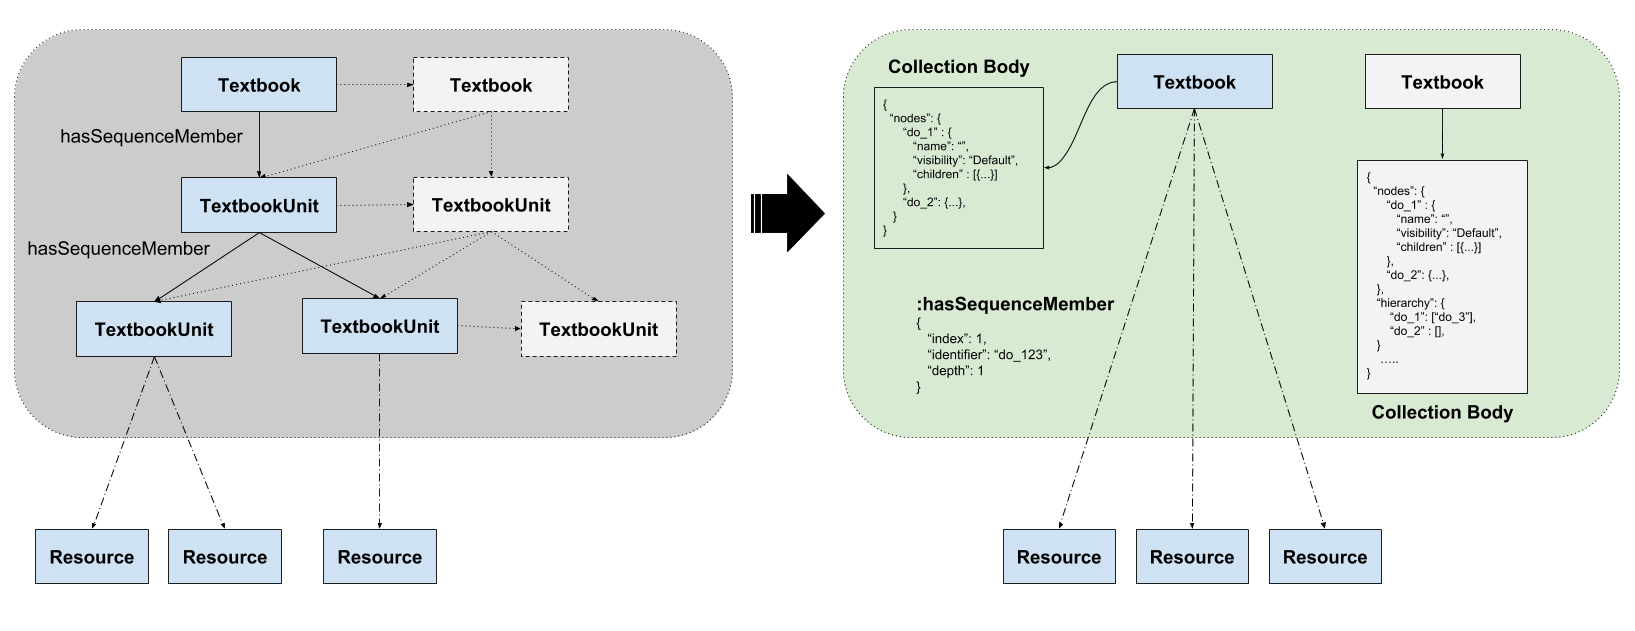 Textbook
Textbook
hasSequenceMember
TextbookUnit
TextbookUnit
hasSequenceMember
TextbookUnit
TextbookUnit
TextbookUnit
Resource
Resource
Resource
Collection Body
{
“nodes”: {
“do_1” : {
“name”: “”,
“visibility”: “Default”,
“children” : [{...}]
},
“do_2”: {...},
}
}
Textbook
Textbook
{
“nodes”: {
“do_1” : {
“name”: “”,
“visibility”: “Default”,
“children” : [{...}]
},
“do_2”: {...},
},
“hierarchy”: {
“do_1”: [“do_3”],
“do_2” : [],
}
…..
}
Collection Body
:hasSequenceMember
{
“index”: 1,
“identifier”: “do_123”,
“depth”: 1
}
Resource
Resource
Resource